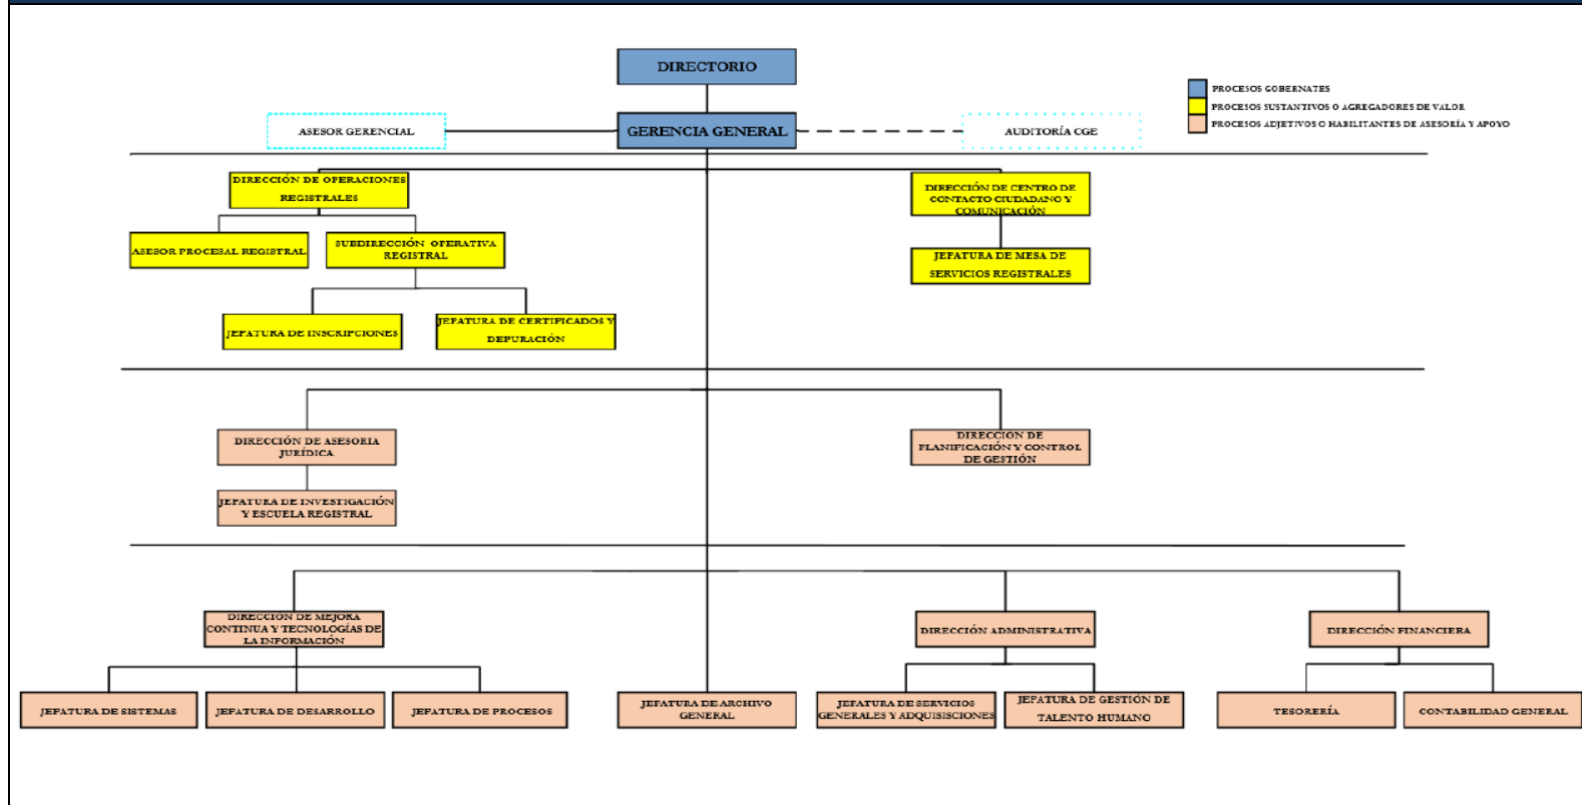 DIRECTORIO
PROCESOS GOBERNATES
PROCESOS SUSTANTIVOS O AGREGADORES DE VALOR
PROCESOS ADJETIVOS O HABILITANTES DE ASESORÍA Y APOYO
ASESOR GERENCIAL
GERENCIA GENERAL
AUDITORÍA CGE
DIRECCIÓN DE OPERACIONES
REGISTRALES
DIRECCIÓN DE CENTRO DE
CONTACTO CIUDADANO Y
COMUNICACIÓN
ASESOR PROCESAL REGISTRAL
SUBDIRECCIÓN OPERATIVA
REGISTRAL
JEFATURA DE MESA DE
SERVICIOS REGISTRALES
JEFATURA DE INSCRIPCIONES
JEFATURA DE CERTIFICADOS Y
DEPURACIÓN
DIRECCIÓN DE ASESORIA
JURÍDICA
DIRECCIÓN DE
PLANIFICACIÓN Y CONTROL
DE GESTIÓN
JEFATURA DE INVESTIGACIÓN
Y ESCUELA REGISTRAL
DIRECCIÓN DE MEJORA
CONTINUA Y TECNOLOGÍAS DE
LA INFORMACIÓN
DIRECCIÓN ADMINISTRATIVA
DIRECCIÓN FINANCIERA
JEFATURA DE SISTEMAS
JEFATURA DE DESARROLLO
JEFATURA DE PROCESOS
JEFATURA DE ARCHIVO
GENERAL
JEFATURA DE SERVICIOS
GENERALES Y ADQUISICIONES
JEFATURA DE GESTIÓN DE
TALENTO HUMANO
TESORERÍA
CONTABILIDAD GENERAL